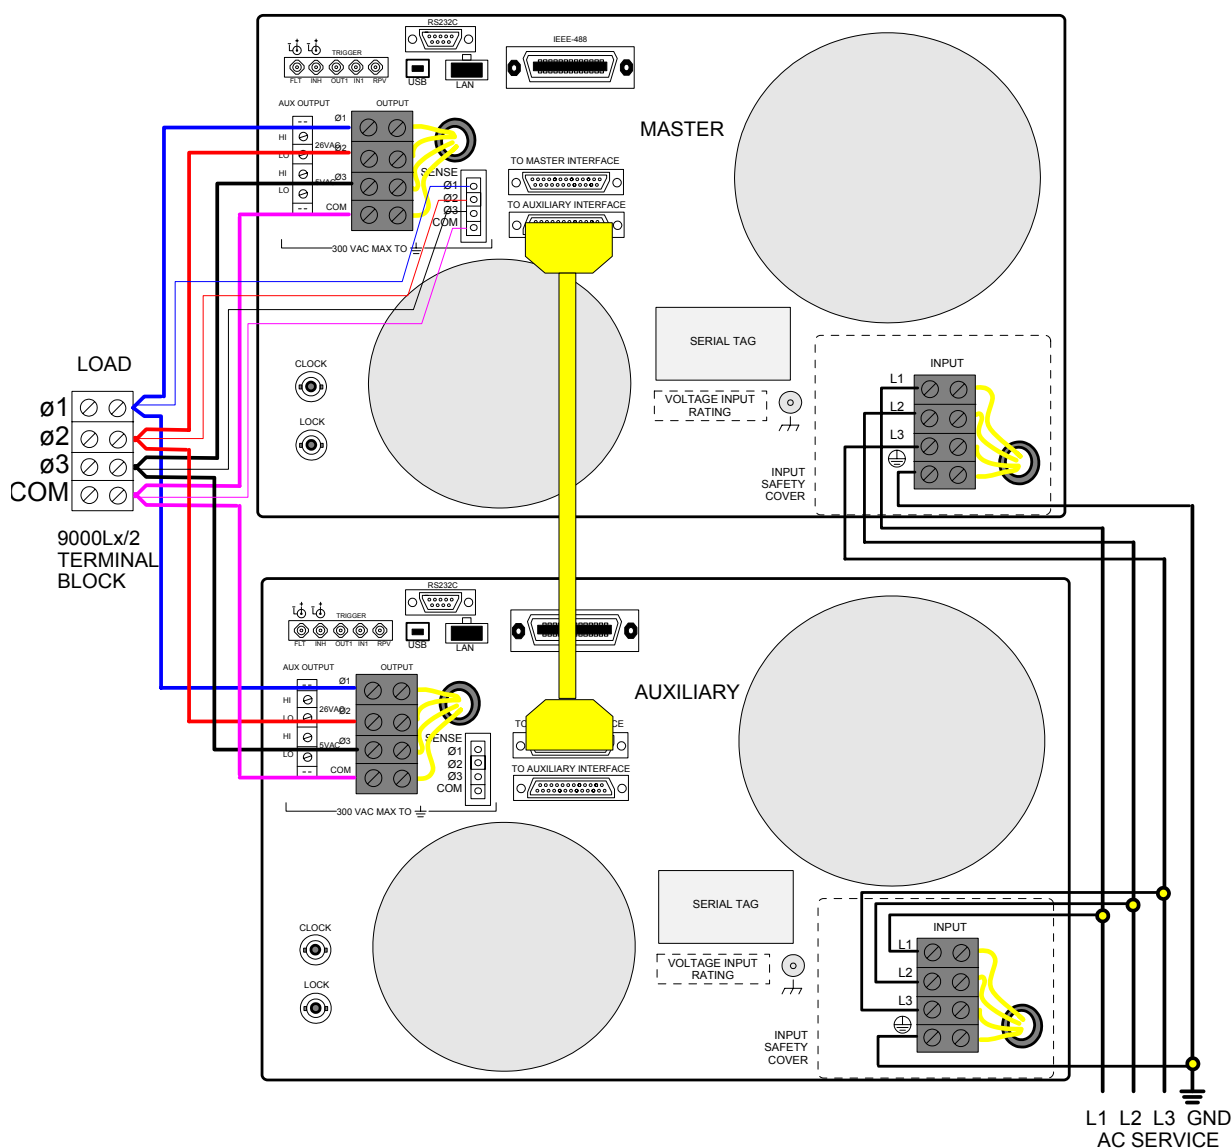 RS232C
IEEE-488
TRIGGER
FLT INH OUT1 IN1 RPV
USB
LAN
AUX OUTPUT
OUTPUT
Ø1
HI
26VAC
Ø2
LO
HI
5VAC
Ø3
LO
COM
SENSE
Ø1
Ø2
Ø3
COM
300 VAC MAX TO
MASTER
TO MASTER INTERFACE
TO AUXILIARY INTERFACE
SERIAL TAG
VOLTAGE INPUT
RATING
CLOCK
LOCK
INPUT
L1
L2
L3
INPUT
SAFETY
COVER
LOAD
ø1
ø2
ø3
COM
9000Lx/2
TERMINAL
BLOCK
RS232C
TRIGGER
FLT INH OUT1 IN1 RPV
USB
LAN
AUX OUTPUT
OUTPUT
Ø1
HI
26VAC
Ø2
LO
HI
5VAC
Ø3
LO
COM
SENSE
Ø1
Ø2
Ø3
COM
300 VAC MAX TO
AUXILIARY
TO AUXILIARY INTERFACE
SERIAL TAG
VOLTAGE INPUT
RATING
CLOCK
LOCK
INPUT
L1
L2
L3
INPUT
SAFETY
COVER
L1 L2 L3 GND
AC SERVICE